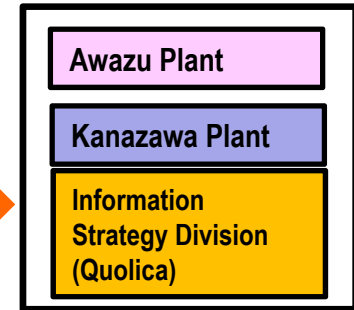 Awazu Plant
Kanazawa Plant
Information
Strategy Division
(Quolica)